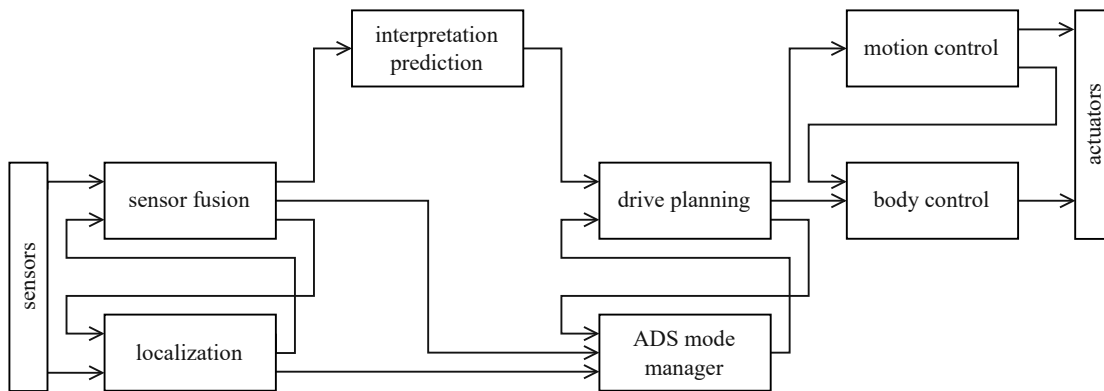 interpretation
prediction
motion control
actuators
sensors
sensor fusion
drive planning
body control
localization
ADS mode
manager